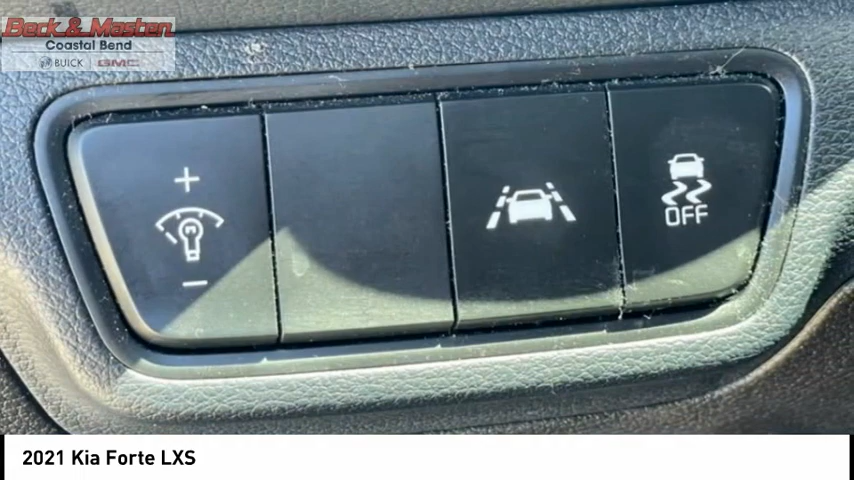 Beck & Masten
Coastal Bend
BUICK GMC
+
−
OFF
2021 Kia Forte LXS